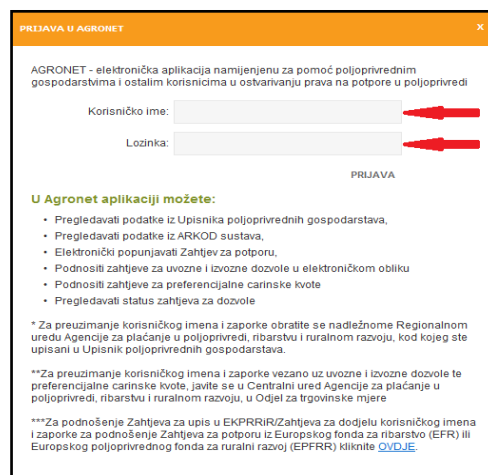 PRIJAVA U AGRONET x
AGRONET - elektronička aplikacija namijenjenu za pomoć poljoprivrednim
gospodarstvima i ostalim korisnicima u ostvarivanju prava na potpore u poljoprivredi
Korisničko ime:
Lozinka:
PRIJAVA
U Agronet aplikaciji možete:
• Pregledavati podatke iz Upisnika poljoprivrednih gospodarstava,
• Pregledavati podatke iz ARKOD sustava,
• Elektronički popunjavati Zahtjev za potporu,
• Podnositi zahtjeve za uvozne i izvozne dozvole u elektroničkom obliku
• Podnositi zahtjeve za preferencijalne carinske kvote
• Pregledavati status zahtjeva za dozvole
* Za preuzimanje korisničkog imena i zaporke obratite se nadležnome Regionalnom
uredu Agencije za plaćanje u poljoprivredi, ribarstvu i ruralnom razvoju, kod kojeg ste
upisani u Upisnik poljoprivrednih gospodarstava.
**Za preuzimanje korisničkog imena i zaporke vezano uz uvozne i izvozne dozvole te
preferencijalne carinske kvote, javite se u Centralni ured Agencije za plaćanje u
poljoprivredi, ribarstvu i ruralnom razvoju, u Odjel za trgovinske mjere
***Za podnošenje Zahtjeva za upis u EKPRRiR/Zahtjeva za dodjelu korisničkog imena
i zaporke za podnošenje Zahtjeva za potporu iz Europskog fonda za ribarstvo (EFR) ili
Europskog poljoprivrednog fonda za ruralni razvoj (EPFRR) kliknite OVDJE.